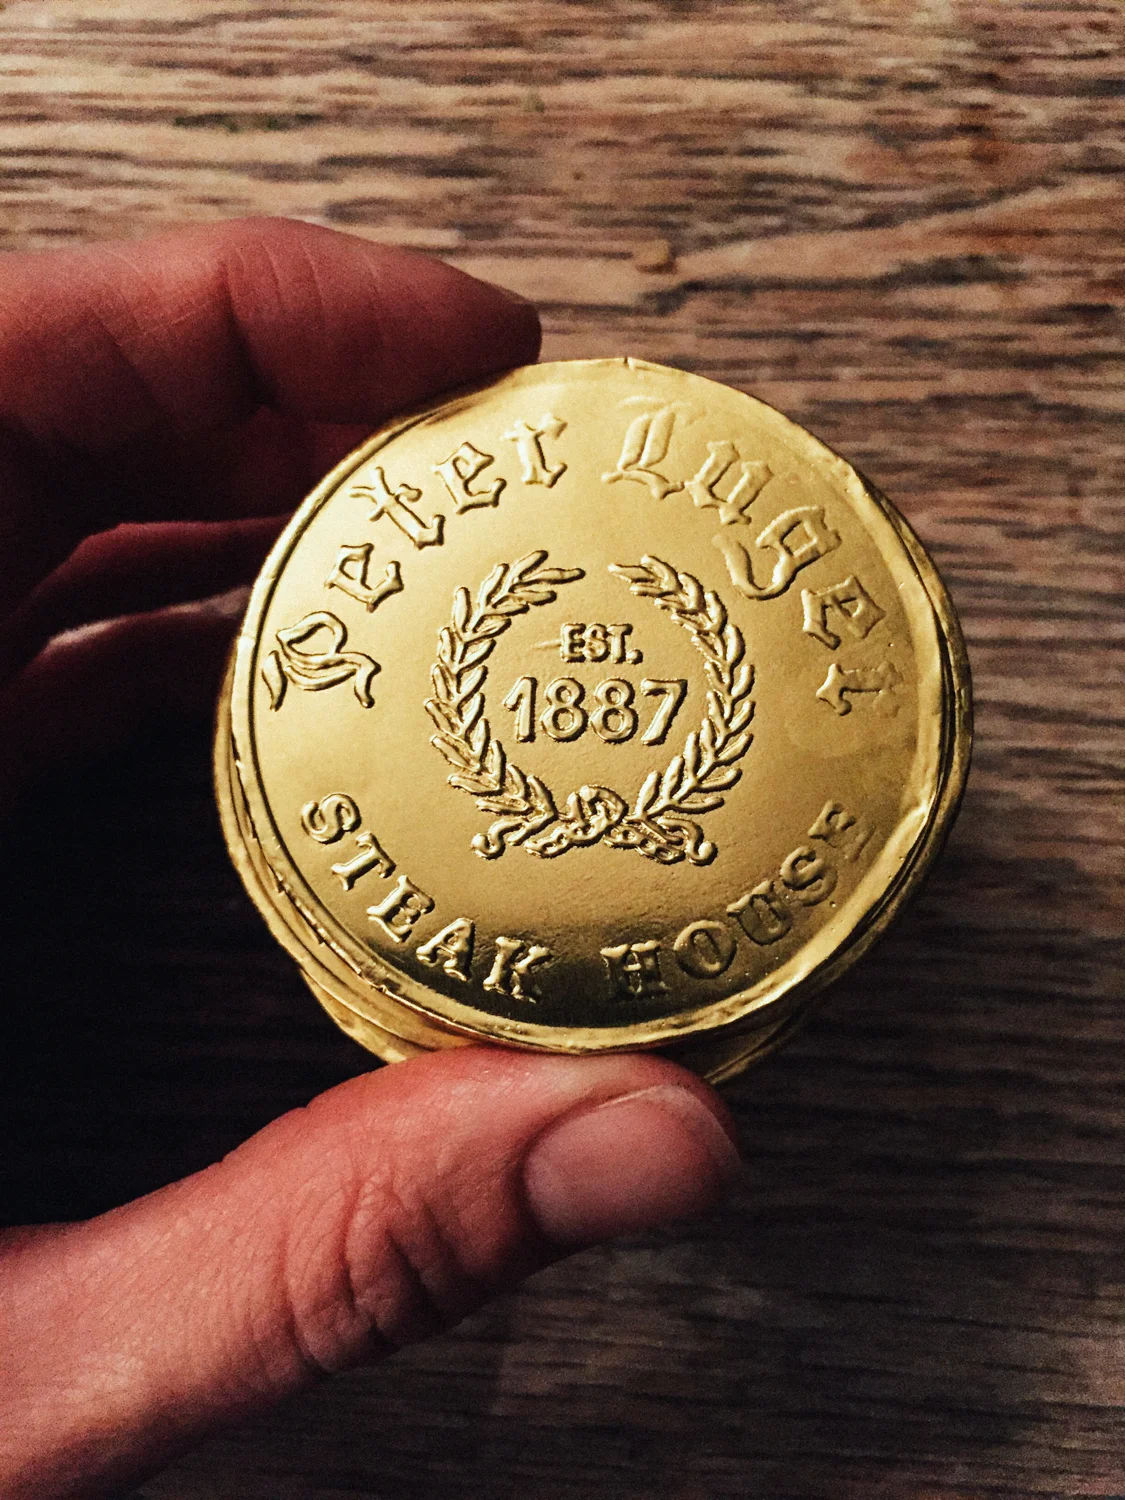 Peter Luger
EST.
1887
STEAK HOUSE